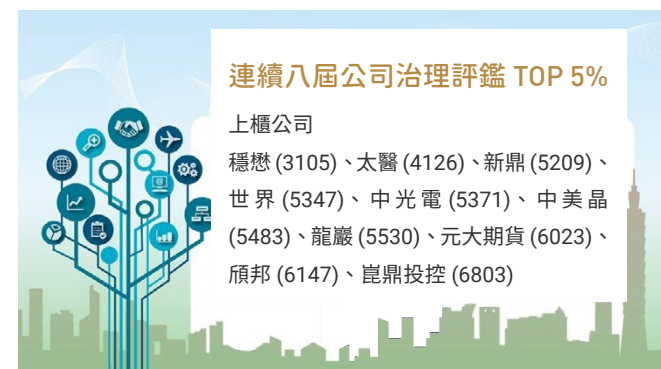 連續八屆公司治理評鑑 TOP 5%
上櫃公司
穩懋 (3105)、太醫 (4126)、新鼎 (5209)、
世界 (5347)、中光電 (5371)、中美晶
(5483)、龍巖 (5530)、元大期貨 (6023)、
頎邦 (6147)、崑鼎投控 (6803)